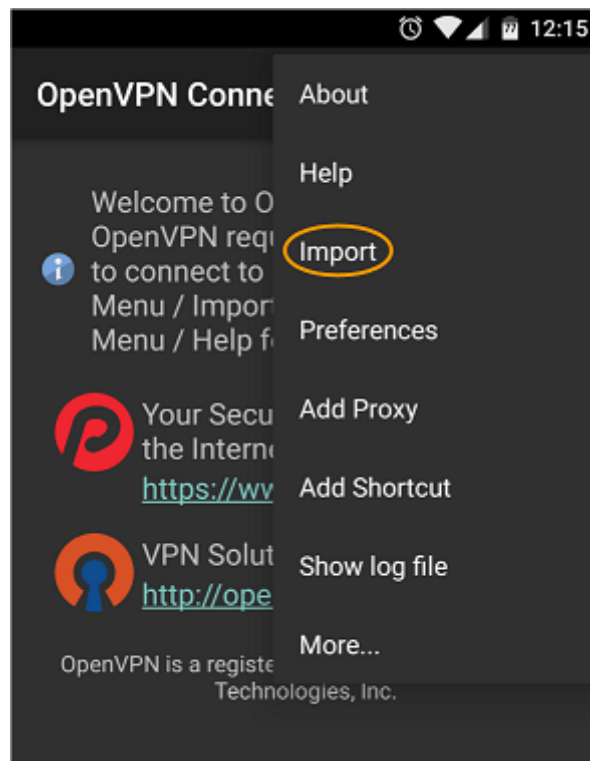 12:15
OpenVPN Conne
About
Help
Import
Preferences
Add Proxy
Add Shortcut
Show log file
More...
Welcome to O
OpenVPN requ
to connect to
Menu / Impor
Menu / Help f
Your Secu
the Interne
https://ww
VPN Solut
http://ope
OpenVPN is a registe
Technologies, Inc.